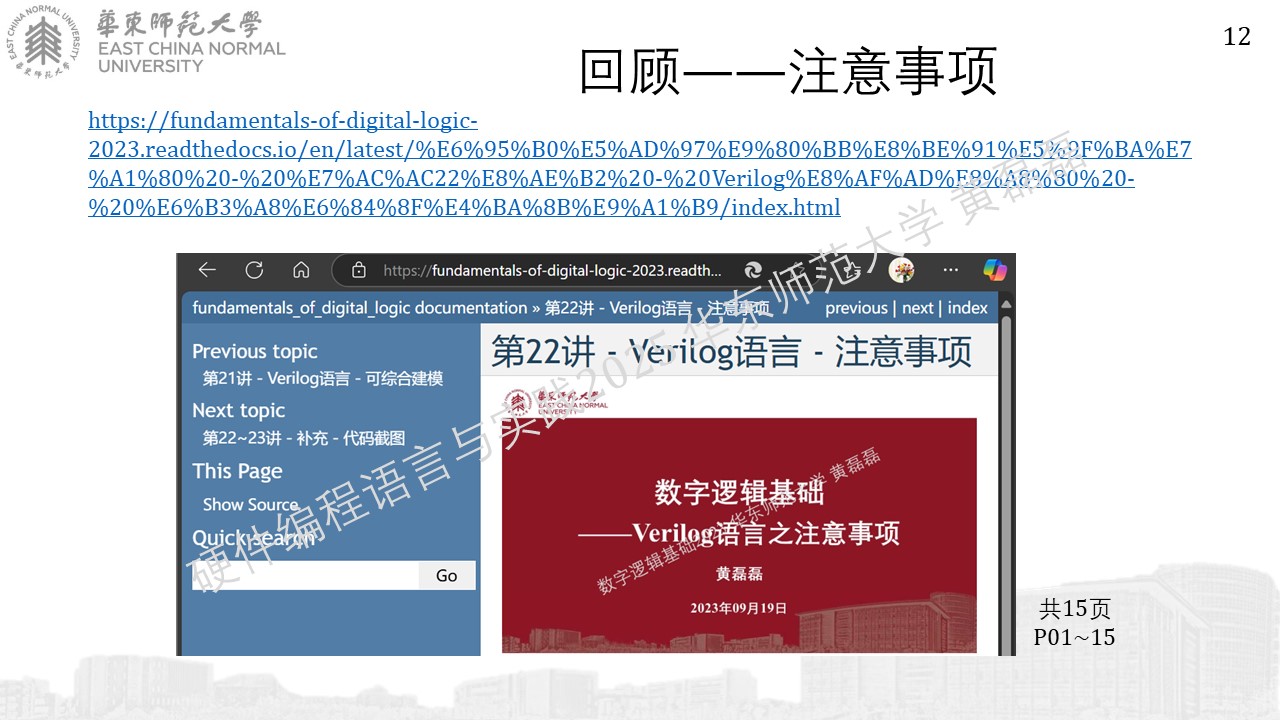 華東師範大學
EAST CHINA NORMAL
UNIVERSITY
12
回顾——注意事项
https://fundamentals-of-digital-logic-
2023.readthedocs.io/en/latest/%E6%95%B0%E5%AD%97%E9%80%BB%E8%BE%91%E5%9F%BA%E7
%A1%80%20-%20%E7%AC%AC22%E8%AE%B2%20-%20Verilog%E8%AF%AD%E8%A8%80%20-
%20%E6%B3%A8%E6%84%8F%E4%BA%8B%E9%A1%B9/index.html
https://fundamentals-of-digital-logic-2023.readth...
fundamentals_of_digital_logic documentation » 第22讲 - Verilog语言 - 注意事项
previous | next | index
Previous topic
第21讲 - Verilog语言 - 可综合建模
Next topic
第22~23讲 - 补充 - 代码截图
This Page
Show Source
Quick search
Go
第22讲 - Verilog语言 - 注意事项
華東師範大學
EAST CHINA NORMAL
UNIVERSITY
数字逻辑基础
——Verilog语言之注意事项
黄磊磊
2023年09月19日
数字逻辑基础2023 华东师范大学 黄磊磊
硬件编程语言与实践2025 华东师范大学 黄磊磊
共15页
P01~15